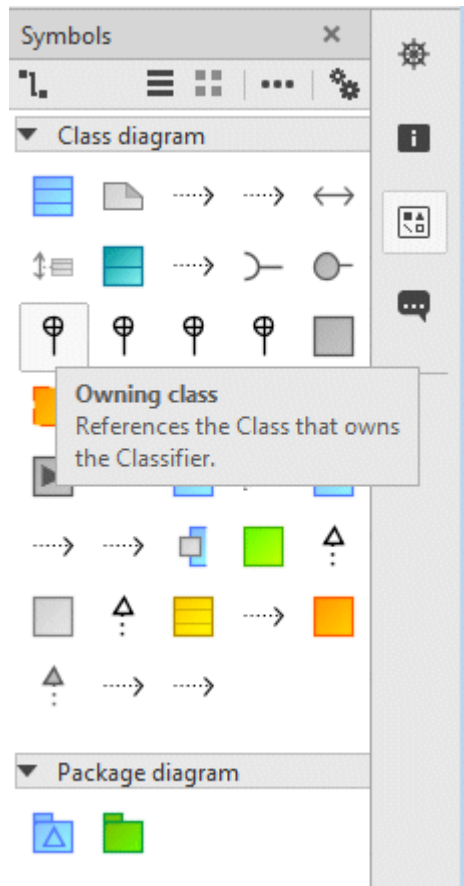 Symbols
Class diagram
Owning class
References the Class that owns
the Classifier.
Package diagram